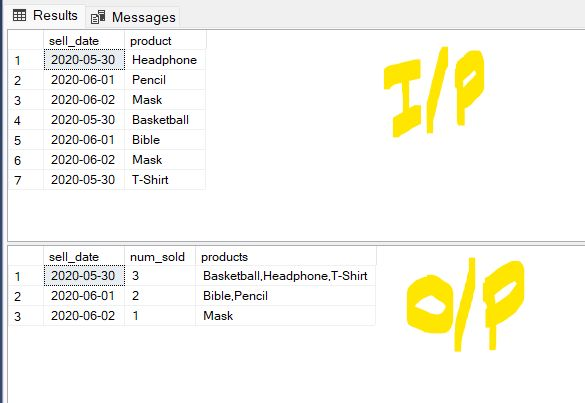 Results Messages
sell_date product
1 2020-05-30 Headphone
2 2020-06-01 Pencil
3 2020-06-02 Mask
4 2020-05-30 Basketball
5 2020-06-01 Bible
6 2020-06-02 Mask
7 2020-05-30 T-Shirt
I/P
sell_date num_sold products
1 2020-05-30 3 Basketball,Headphone,T-Shirt
2 2020-06-01 2 Bible,Pencil
3 2020-06-02 1 Mask
O/P